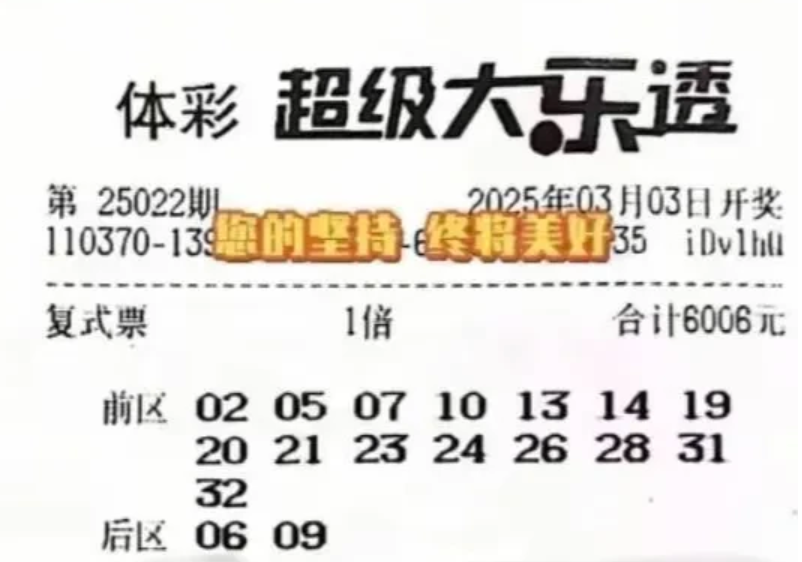 体彩 超级大乐透
第 25022期 2025年03月03日开奖
110370-139 -6 35 iDv1hQ
您的坚持 终将美好
复式票 1倍 合计6006元
前区 02 05 07 10 13 14 19
20 21 23 24 26 28 31
32
后区 06 09